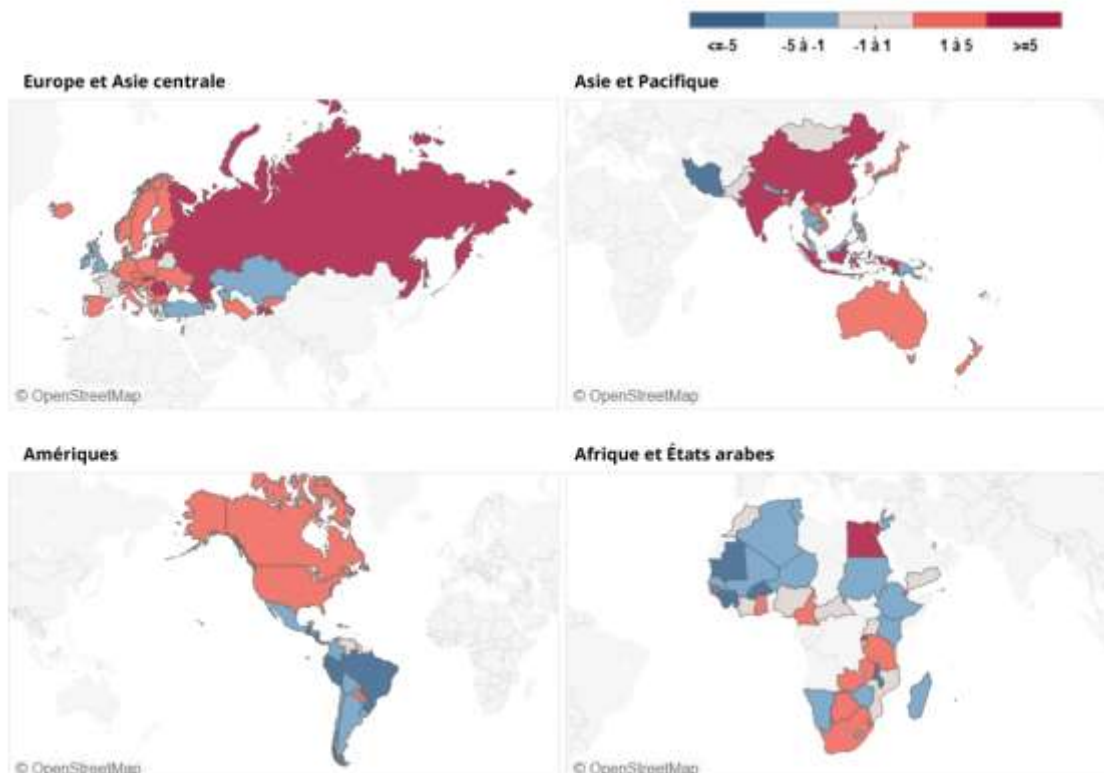 <=-5 -5 à -1 -1 à 1 1 à 5 >=5
Europe et Asie centrale
Asie et Pacifique
© OpenStreetMap
© OpenStreetMap
Amériques
Afrique et États arabes
© OpenStreetMap
© OpenStreetMap